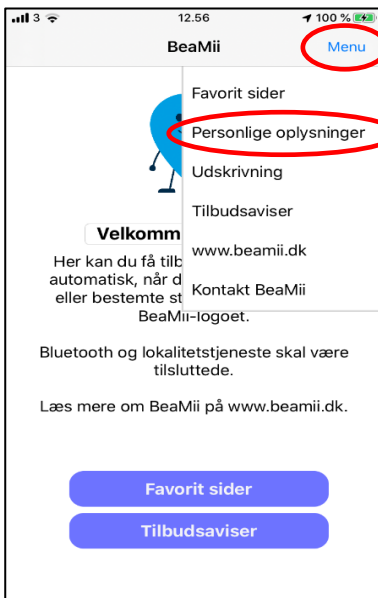 3 12.56 100 %
BeaMii Menu
Favorit sider
Personlige oplysninger
Udskrivning
Tilbudsaviser
www.beamii.dk
Kontakt BeaMii
Velkomm
Her kan du få tilb
automatisk, når d
eller bestemte st
BeaMii-logoet.
Bluetooth og lokalitetstjeneste skal være
tilsluttede.
Læs mere om BeaMii på www.beamii.dk.
Favorit sider
Tilbudsaviser